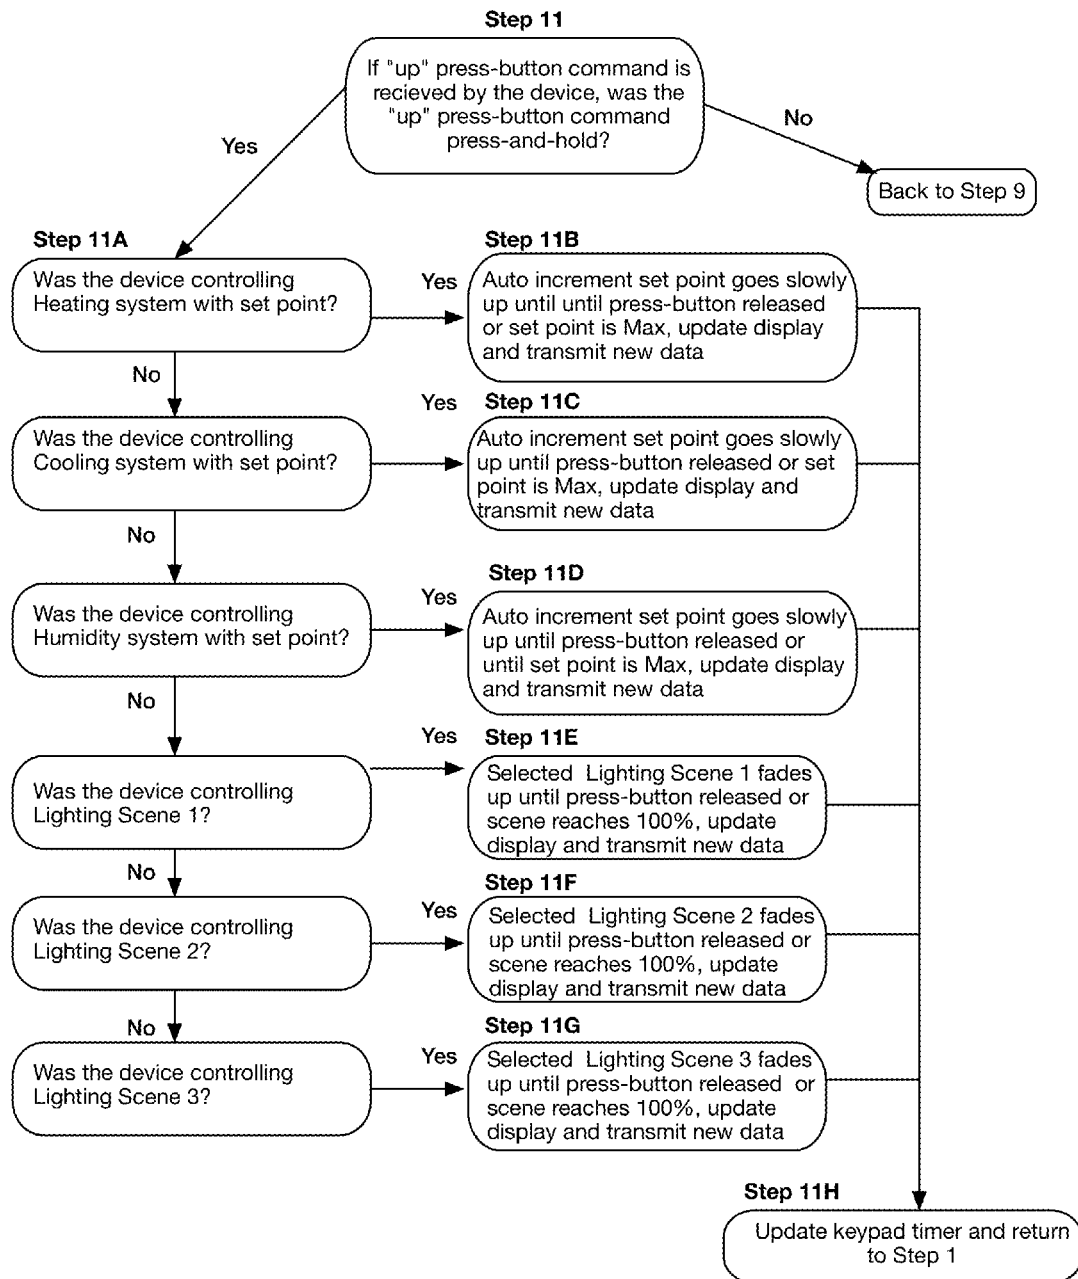 Step 11
If "up" press-button command is
recieved by the device, was the
"up" press-button command
press-and-hold?
Yes
No
Back to Step 9
Step 11A
Was the device controlling
Heating system with set point?
Yes
Step 11B
Auto increment set point goes slowly
up until until press-button released
or set point is Max, update display
and transmit new data
No
Was the device controlling
Cooling system with set point?
Yes
Step 11C
Auto increment set point goes slowly
up until press-button released or set
point is Max, update display and
transmit new data
No
Was the device controlling
Humidity system with set point?
Yes
Step 11D
Auto increment set point goes slowly
up until press-button released or
until set point is Max, update display
and transmit new data
No
Was the device controlling
Lighting Scene 1?
Yes
Step 11E
Selected Lighting Scene 1 fades
up until press-button released or
scene reaches 100%, update
display and transmit new data
No
Was the device controlling
Lighting Scene 2?
Yes
Step 11F
Selected Lighting Scene 2 fades
up until press-button released or
scene reaches 100%, update
display and transmit new data
No
Was the device controlling
Lighting Scene 3?
Yes
Step 11G
Selected Lighting Scene 3 fades
up until press-button released or
scene reaches 100%, update
display and transmit new data
Step 11H
Update keypad timer and return
to Step 1